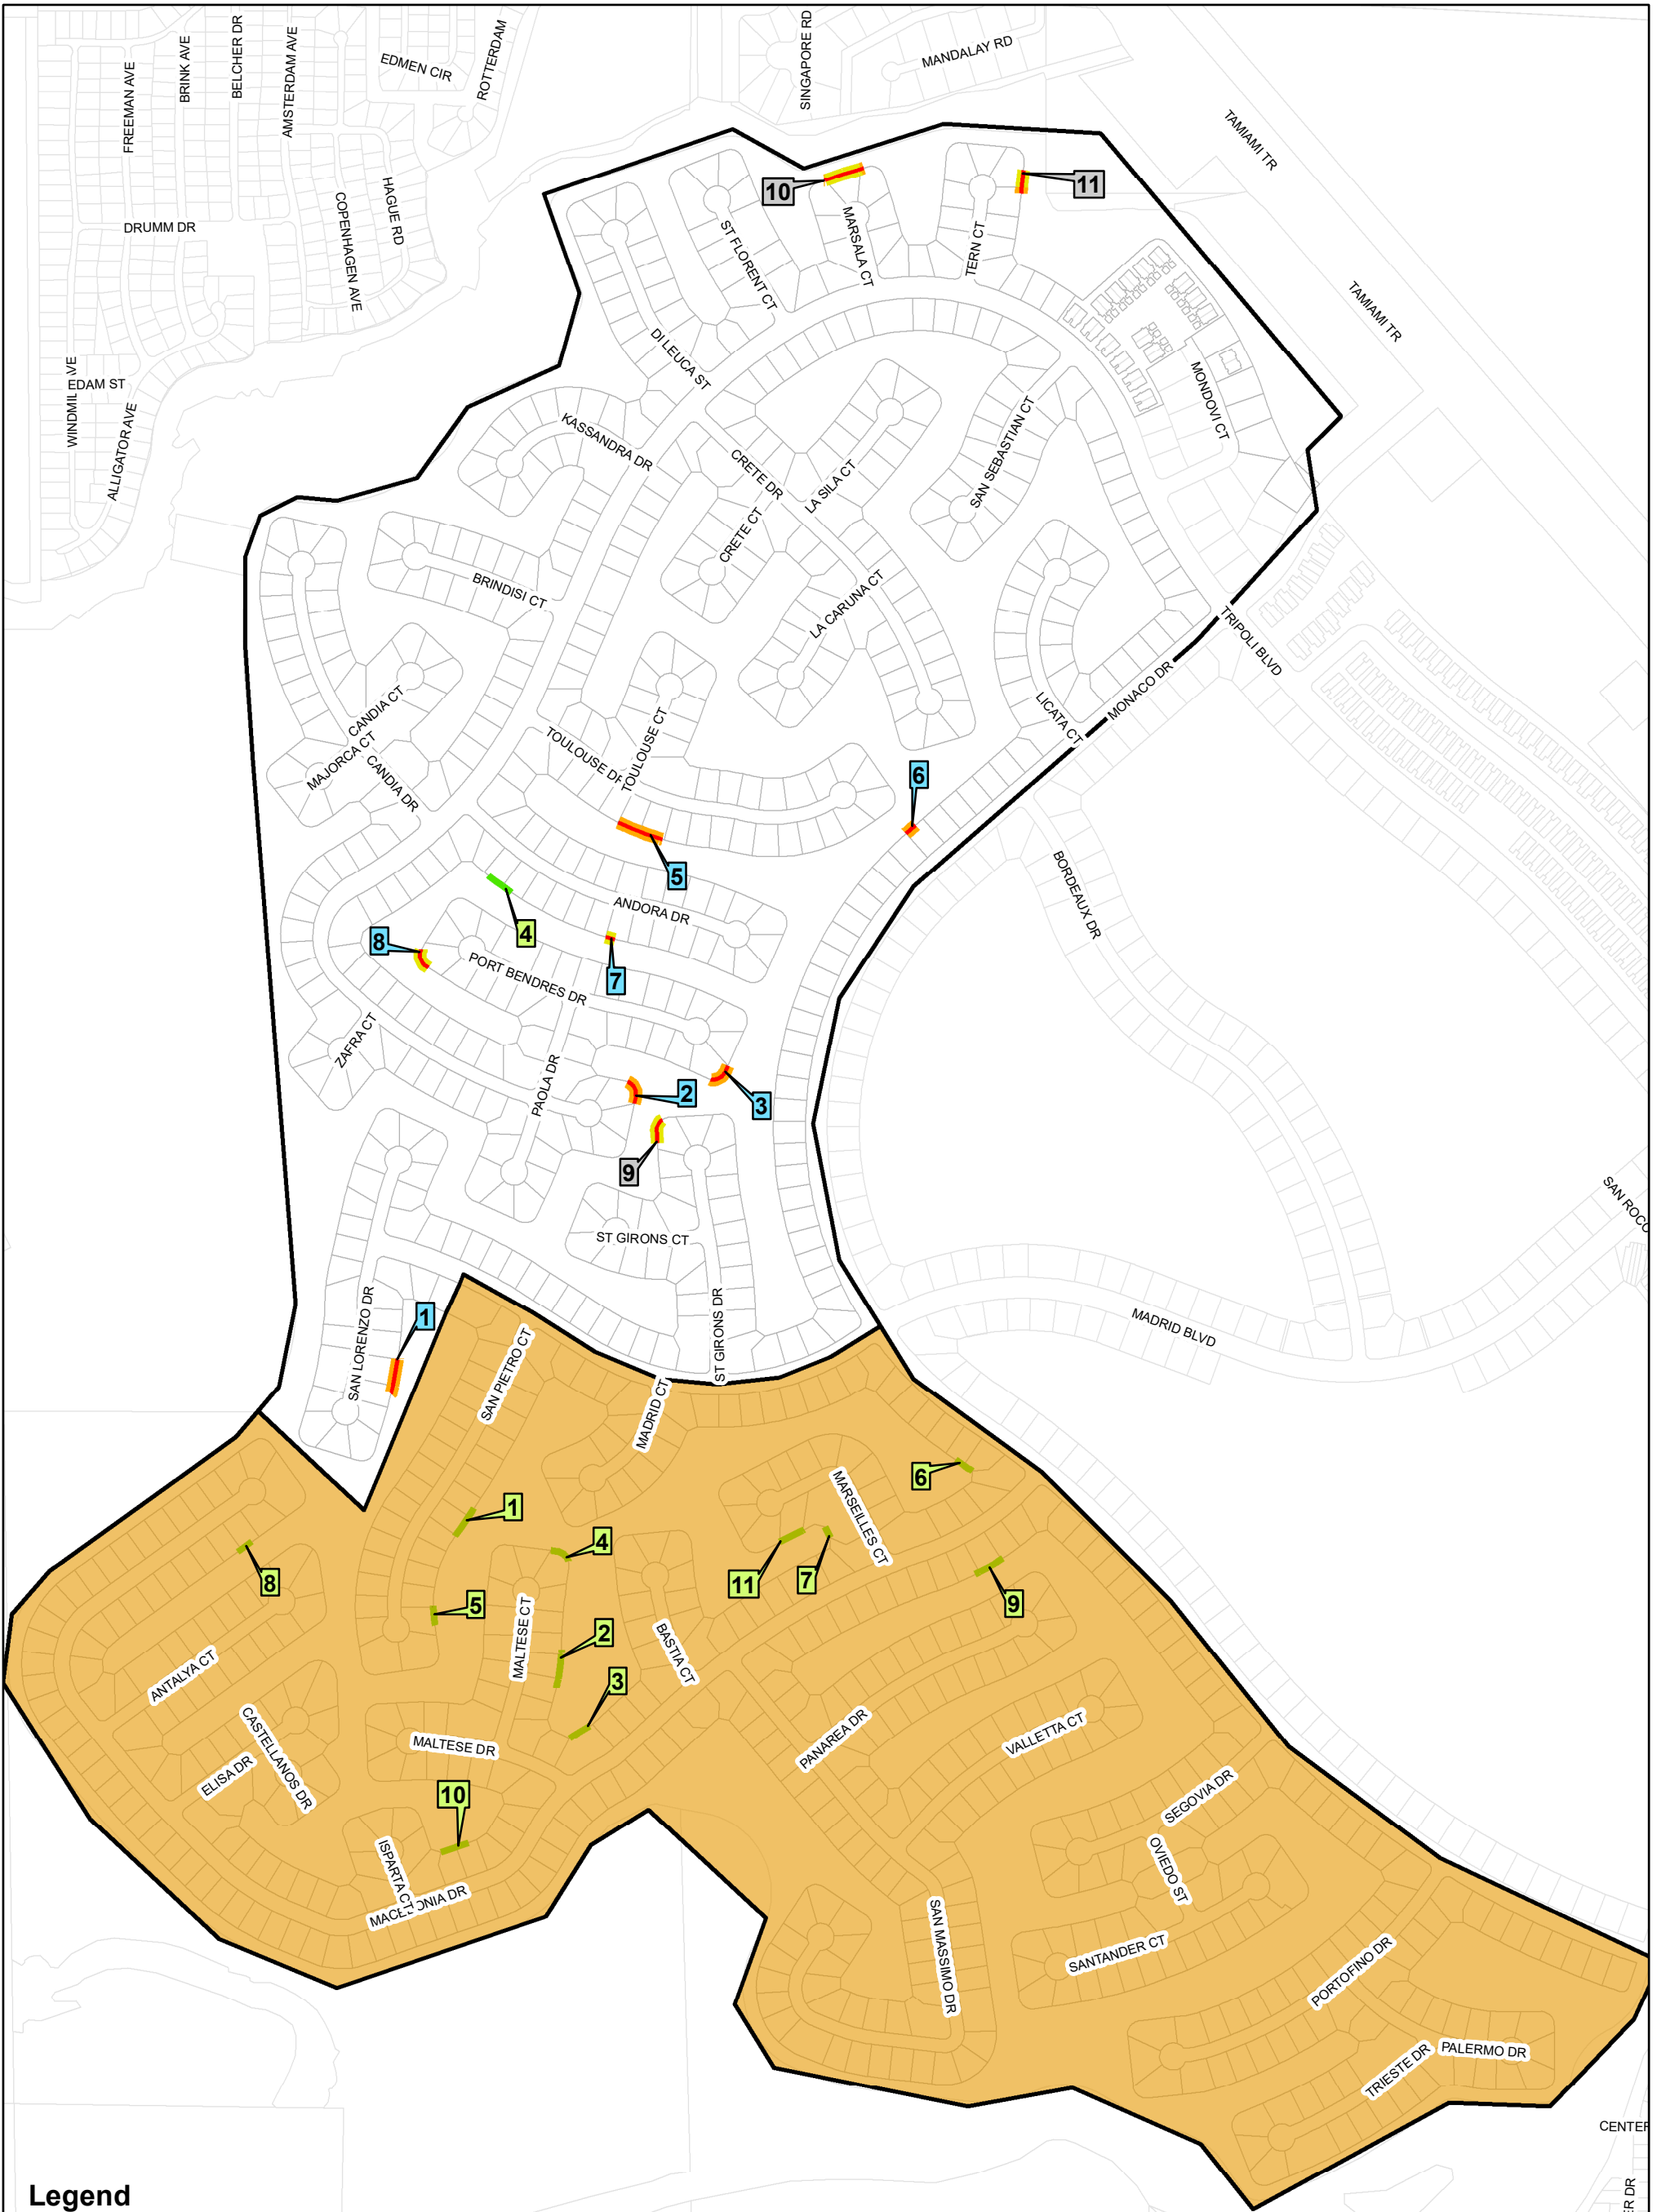 FREEMAN AVE
BRINK AVE
BELCHER DR
AMSTERDAM AVE
EDMEN CIR
ROTTERDAM
SINGAPORE RD
MANDALAY RD
TAMIAMI TR
TAMIAMI TR
DRUMM DR
COPENHAGEN AVE
HAGUE RD
EDAM ST
ALLIGATOR AVE
10
11
ST FLORENT CT
MARSALA CT
TERN CT
DI LEUCA ST
KASSANDRA DR
MONDOVI CT
SAN SEBASTIAN CT
CRETE DR
LA SILA CT
CRETE CT
BRINDISI CT
LA CARUNA CT
TRIPOLI BLVD
MONACO DR
LICATA CT
CANDIA CT
MAJORCA CT
CANDIA DR
TOULOUSE DR
TOULOUSE CT
6
5
BORDEAUX DR
ANDORA DR
4
8
7
PORT BENDRES DR
ZAFRA CT
PAOLA DR
2
3
9
ST GIRONS CT
SAN ROCC
1
SAN LORENZO DR
ST GIRONS DR
MADRID BLVD
SAN PIETRO CT
MADRID CT
MARSEILLES CT
6
1
4
8
11
7
5
9
2
MALTESE CT
BASTIA CT
3
ANTALYA CT
CASTELLANOS DR
ELISA DR
MALTESE DR
PANAREA DR
VALLETTA CT
10
SEGOVIA DR
OVIEDO ST
ISPARTA CT
SAN MASSIMO DR
SANTANDER CT
PORTOFINO DR
TRIESTE DR
PALERMO DR
CENTER
R DR
Legend